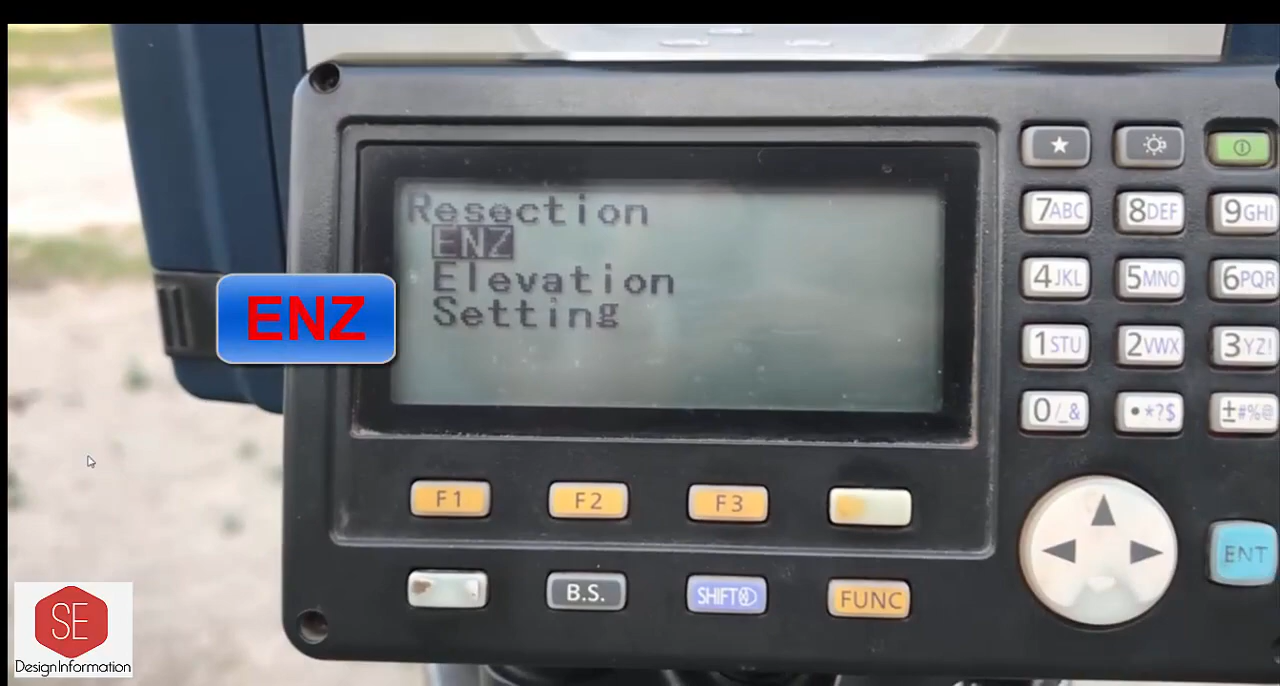 Resection
ENZ
Elevation
Setting
ENZ
7ABC
8DEF
9GHI
4JKL
5MNO
6PQR
1STU
2VWX
3YZ!
0/_&
•*?$
±#%@
F1
F2
F3
B.S.
SHIFT
FUNC
ENT
SE
Design Information